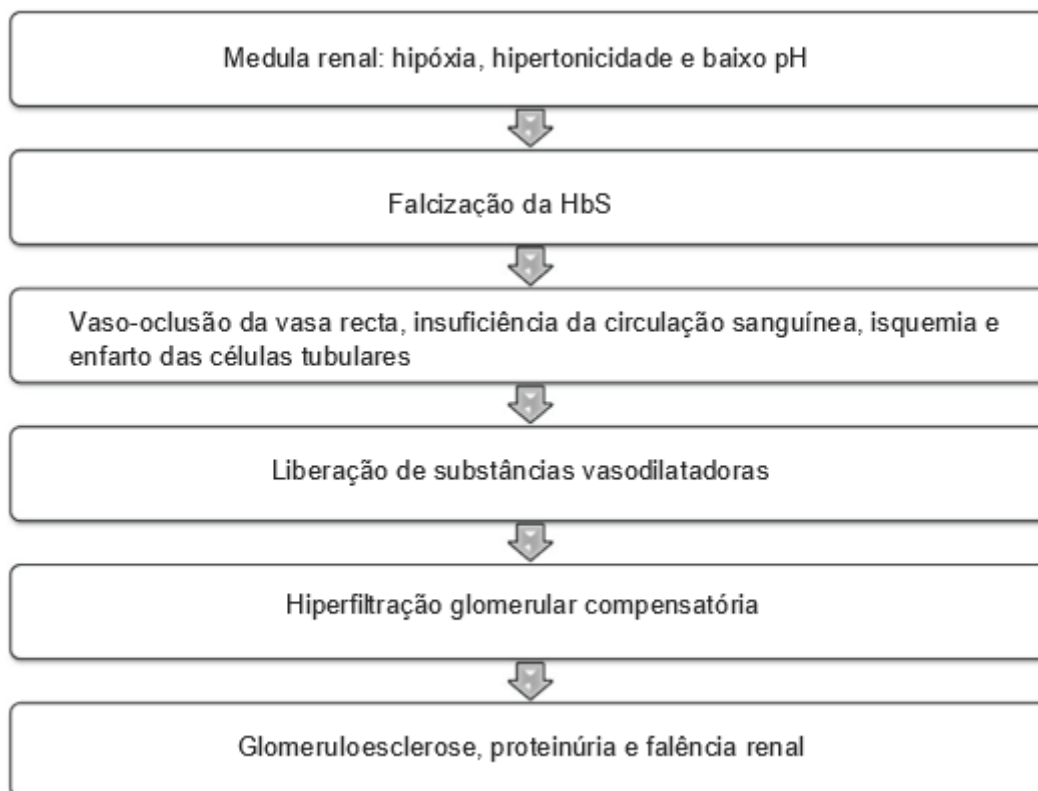 Medula renal: hipóxia, hipertonicidade e baixo pH
Falcização da HbS
Vaso-oclusão da vasa recta, insuficiência da circulação sanguínea, isquemia e
enfarto das células tubulares
Liberação de substâncias vasodilatadoras
Hiperfiltração glomerular compensatória
Glomeruloesclerose, proteinúria e falência renal